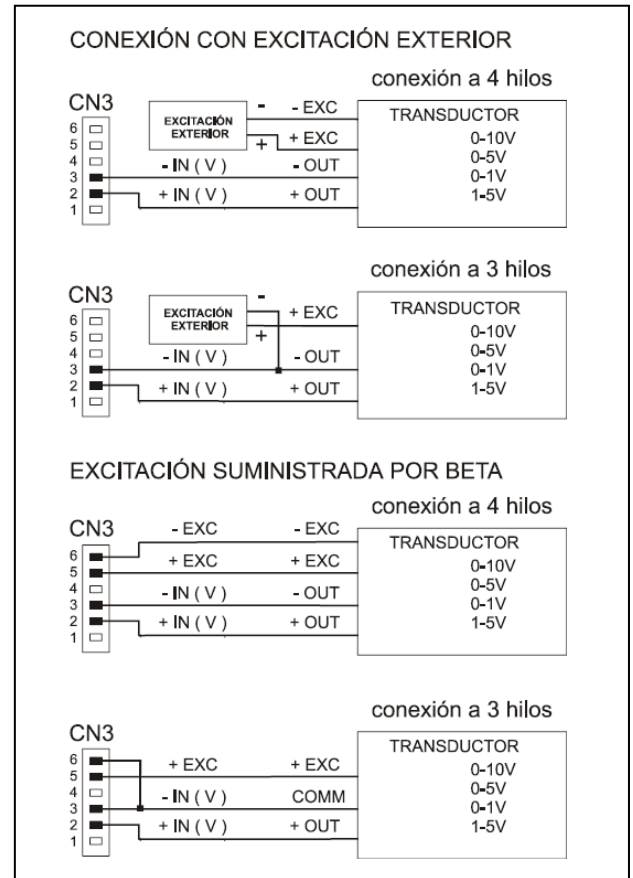 CONEXIÓN CON EXCITACIÓN EXTERIOR
conexión a 4 hilos
CN3
6
5
4
3
2
1
EXCITACIÓN
EXTERIOR
-
+
- EXC
+ EXC
- IN ( V )
- OUT
+ IN ( V )
+ OUT
TRANSDUCTOR
0-10V
0-5V
0-1V
1-5V
conexión a 3 hilos
CN3
6
5
4
3
2
1
EXCITACIÓN
EXTERIOR
-
+
+ EXC
- IN ( V )
- OUT
+ IN ( V )
+ OUT
TRANSDUCTOR
0-10V
0-5V
0-1V
1-5V
EXCITACIÓN SUMINISTRADA POR BETA
conexión a 4 hilos
CN3
6
5
4
3
2
1
- EXC
- EXC
+ EXC
+ EXC
- IN ( V )
- OUT
+ IN ( V )
+ OUT
TRANSDUCTOR
0-10V
0-5V
0-1V
1-5V
conexión a 3 hilos
CN3
6
5
4
3
2
1
+ EXC
+ EXC
- IN ( V )
COMM
+ IN ( V )
+ OUT
TRANSDUCTOR
0-10V
0-5V
0-1V
1-5V